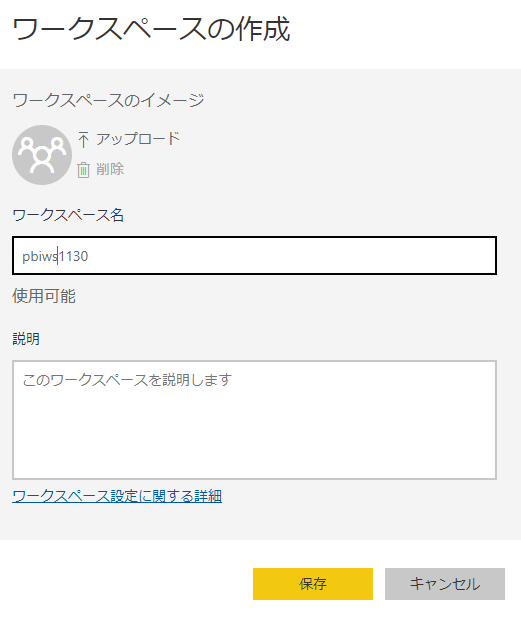 ワークスペースの作成
ワークスペースのイメージ
アップロード
削除
ワークスペース名
pbiws1130
使用可能
説明
このワークスペースを説明します
ワークスペース設定に関する詳細
保存
キャンセル